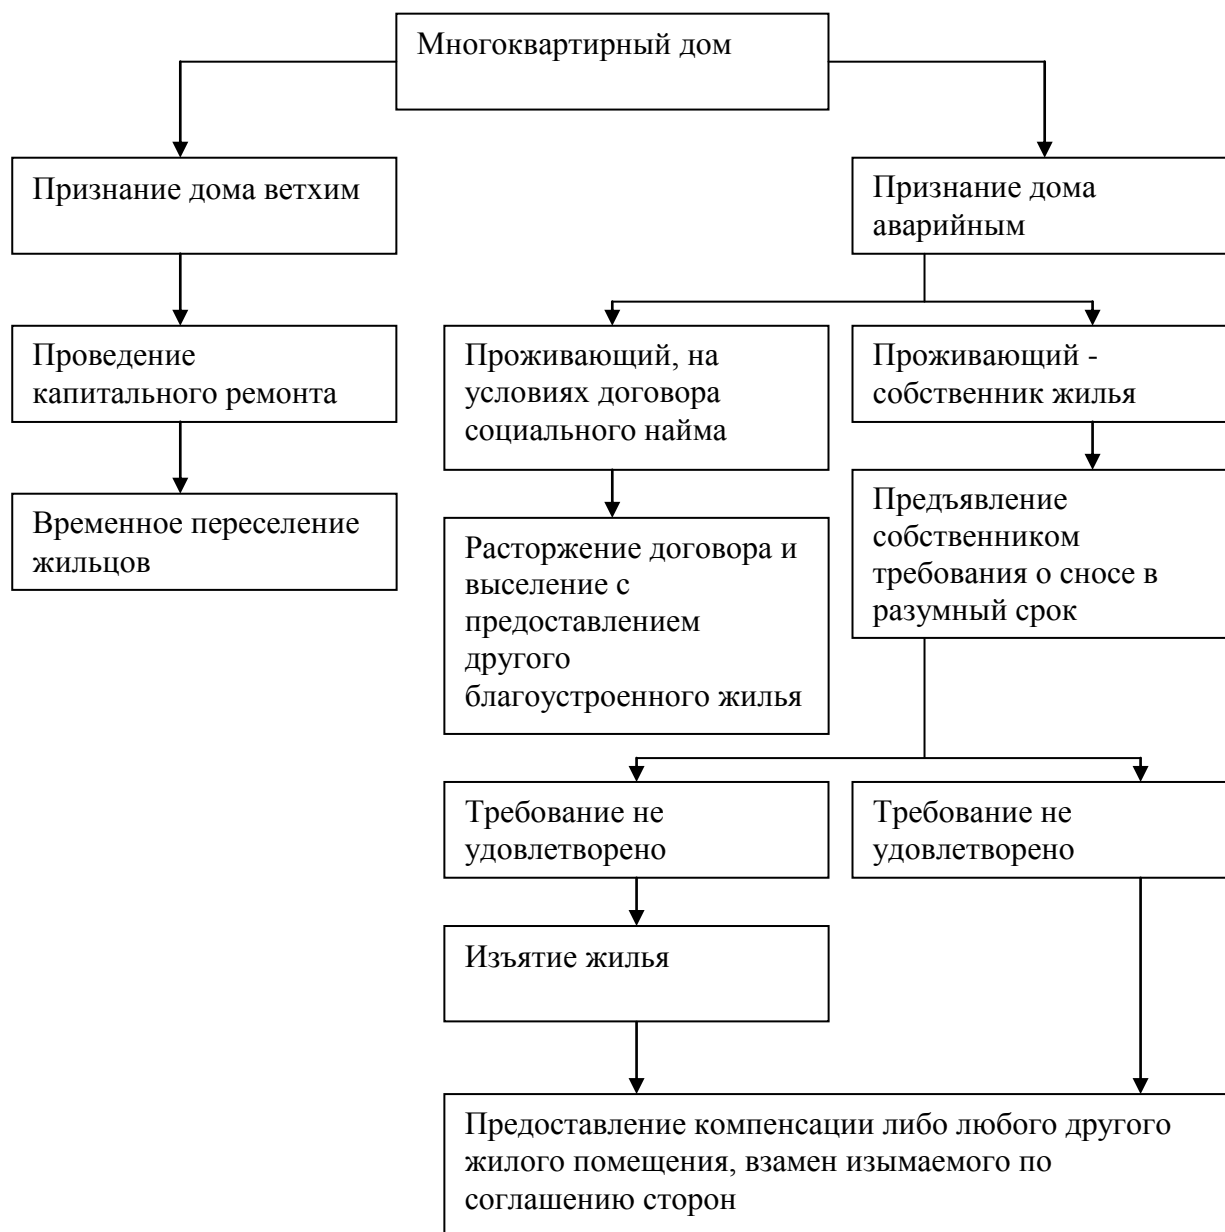 Многоквартирный дом
Признание дома ветхим
Признание дома
аварийным
Проведение
капитального ремонта
Проживающий, на
условиях договора
социального найма
Проживающий -
собственник жилья
Временное переселение
жильцов
Расторжение договора и
выселение с
предоставлением
другого
благоустроенного жилья
Предъявление
собственником
требования о сносе в
разумный срок
Требование не
удовлетворено
Требование не
удовлетворено
Изъятие жилья
Предоставление компенсации либо любого другого
жилого помещения, взамен изымаемого по
соглашению сторон